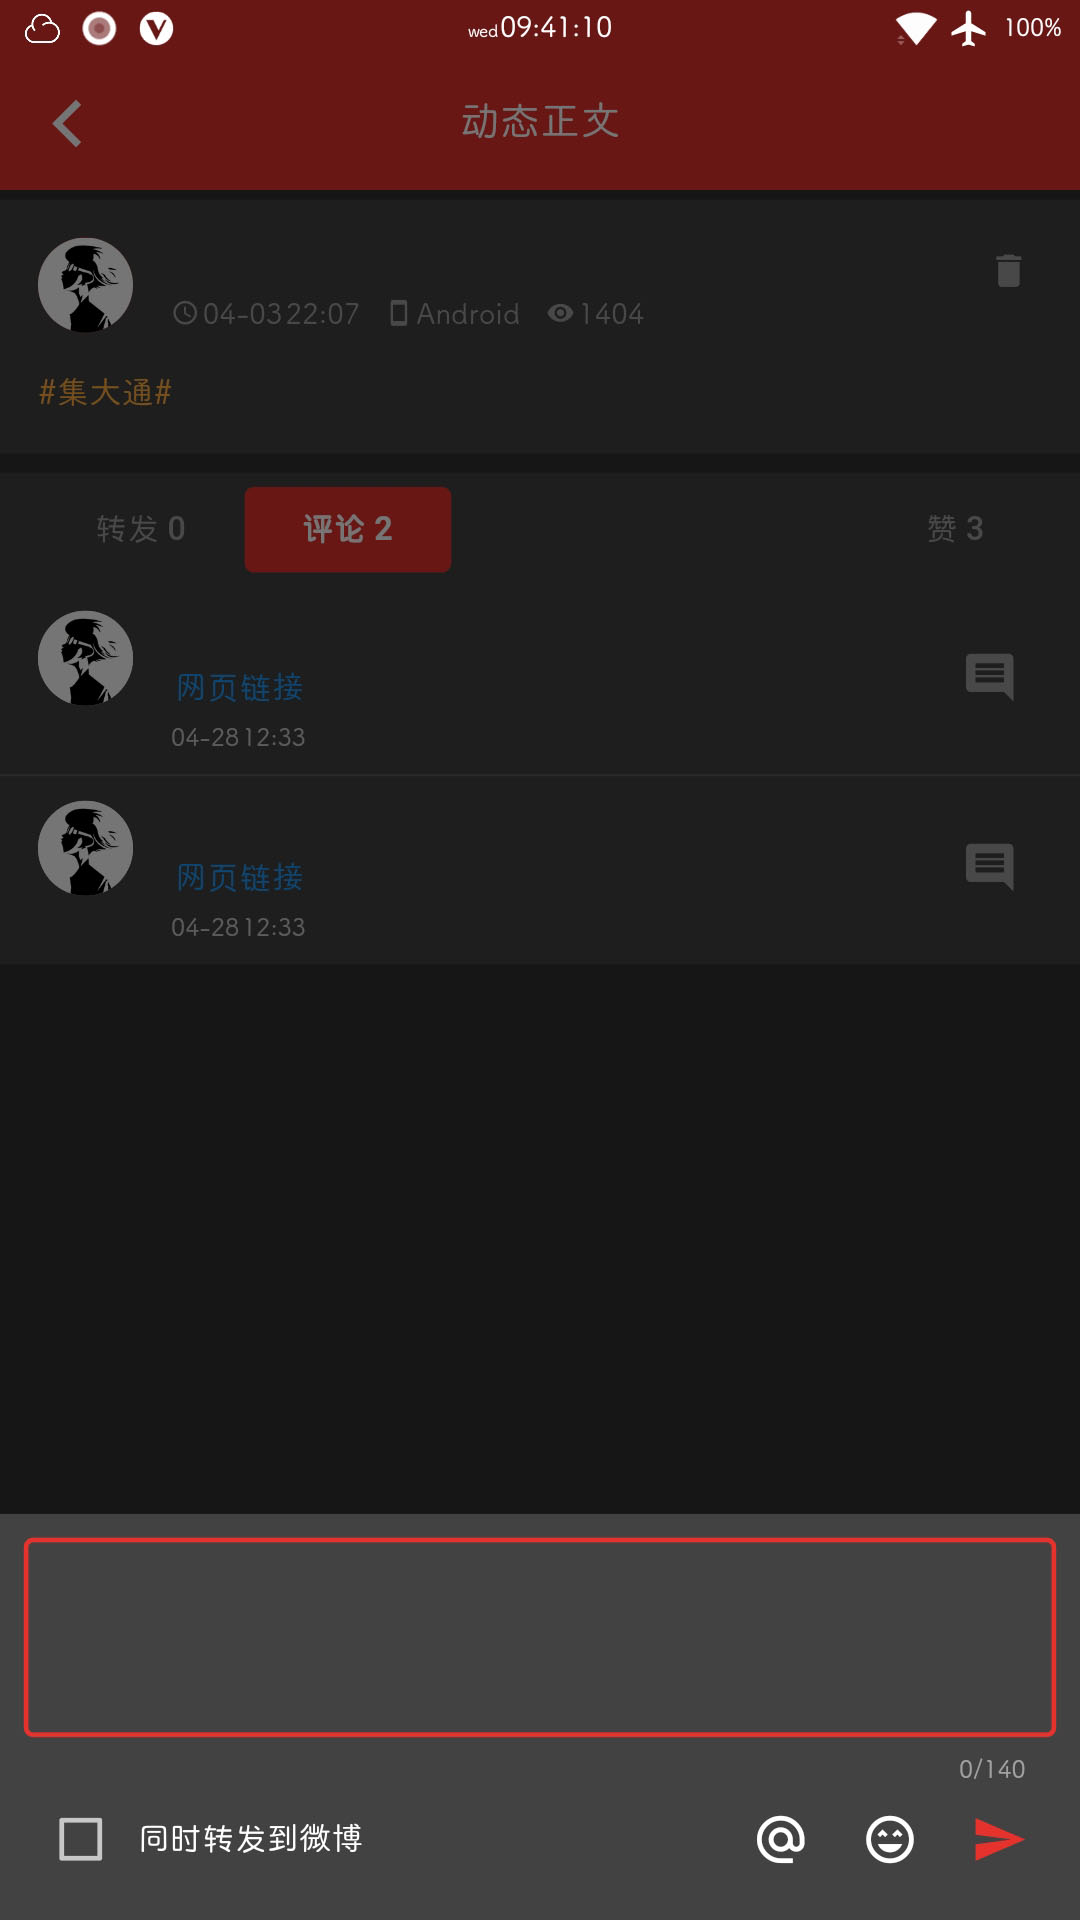 wed 09:41:10
100%
动态正文
04-03 22:07 Android 1404
#集大通#
转发 0 评论 2 赞 3
网页链接
04-28 12:33
网页链接
04-28 12:33
0/140
同时转发到微博